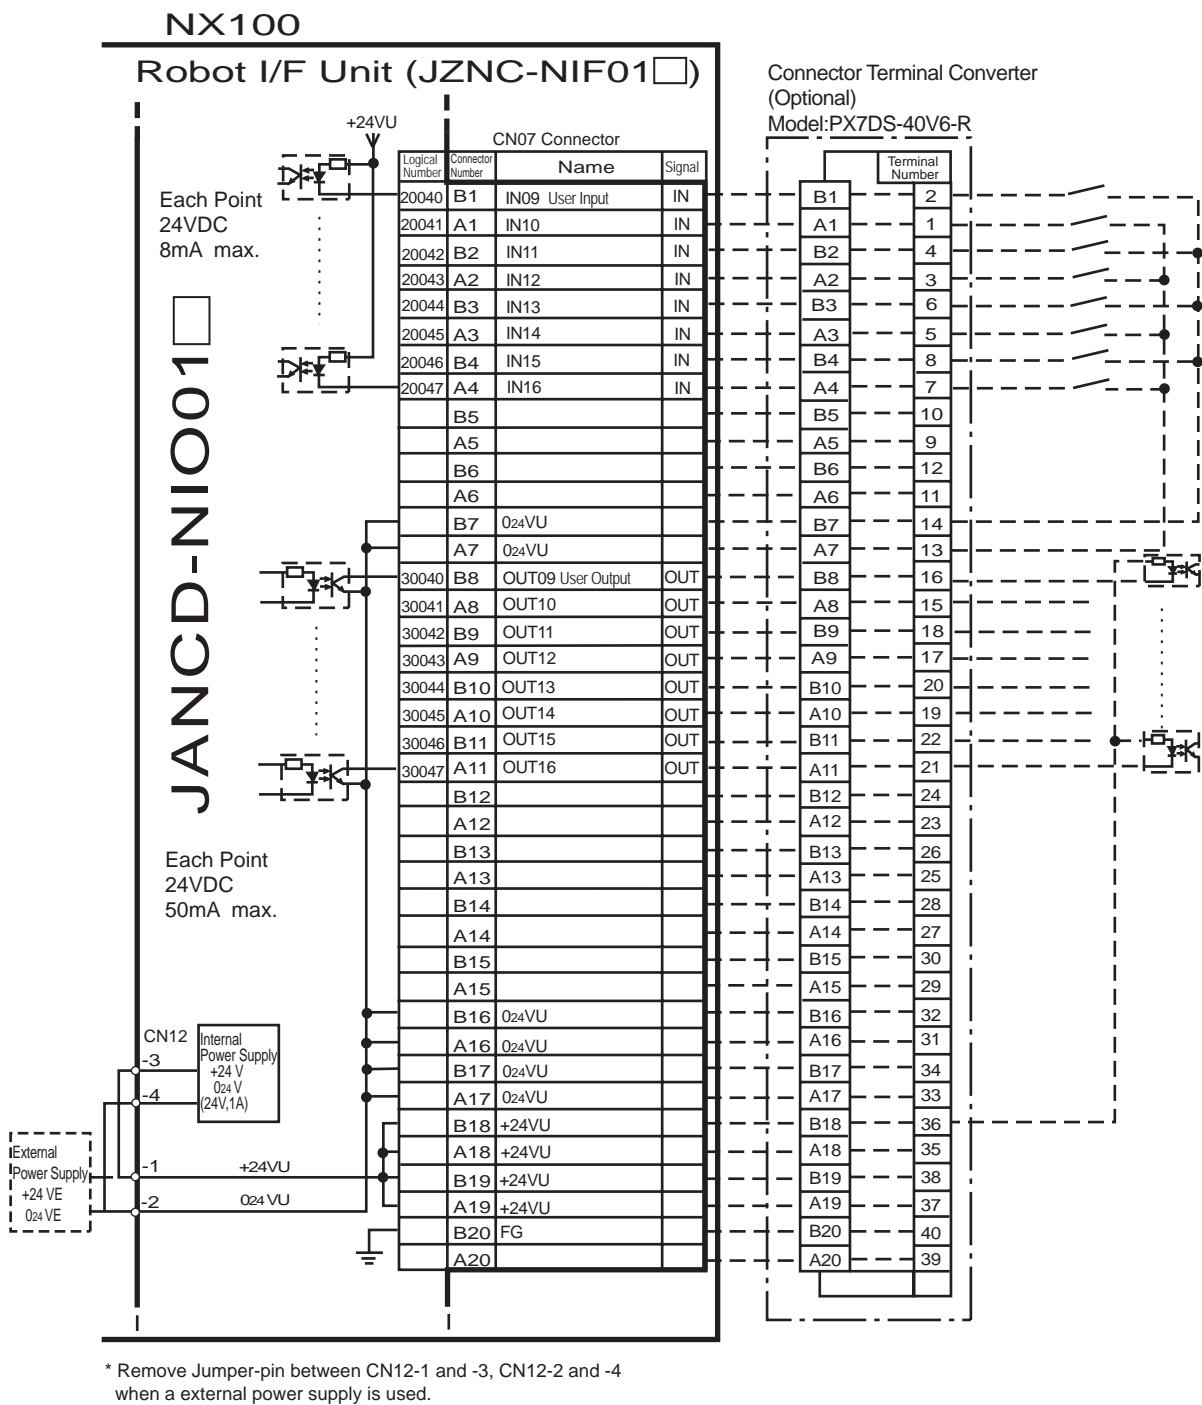 NX100
Robot I/F Unit (JZNC-NIF01□)
Connector Terminal Converter
(Optional)
Model:PX7DS-40V6-R
+24VU
CN07 Connector
Logical Number Connector Number Name Signal
Terminal Number
Each Point
24VDC
8mA max.
JANCD-NIO01□
20040 B1 IN09 User Input IN B1 2
20041 A1 IN10 IN A1 1
20042 B2 IN11 IN B2 4
20043 A2 IN12 IN A2 3
20044 B3 IN13 IN B3 6
20045 A3 IN14 IN A3 5
20046 B4 IN15 IN B4 8
20047 A4 IN16 IN A4 7
B5 B5 10
A5 A5 9
B6 B6 12
A6 A6 11
B7 024VU B7 14
A7 024VU A7 13
30040 B8 OUT09 User Output OUT B8 16
30041 A8 OUT10 OUT A8 15
30042 B9 OUT11 OUT B9 18
30043 A9 OUT12 OUT A9 17
30044 B10 OUT13 OUT B10 20
30045 A10 OUT14 OUT A10 19
30046 B11 OUT15 OUT B11 22
30047 A11 OUT16 OUT A11 21
B12 B12 24
A12 A12 23
B13 B13 26
A13 A13 25
B14 B14 28
A14 A14 27
B15 B15 30
A15 A15 29
B16 024VU B16 32
A16 024VU A16 31
B17 024VU B17 34
A17 024VU A17 33
B18 +24VU B18 36
A18 +24VU A18 35
B19 +24VU B19 38
A19 +24VU A19 37
B20 FG B20 40
A20 A20 39
Each Point
24VDC
50mA max.
CN12
-3
-4
Internal
Power Supply
+24 V
024 V
(24V,1A)
External
Power Supply
+24 VE
024 VE
-1 +24VU
-2 024 VU
* Remove Jumper-pin between CN12-1 and -3, CN12-2 and -4
when a external power supply is used.